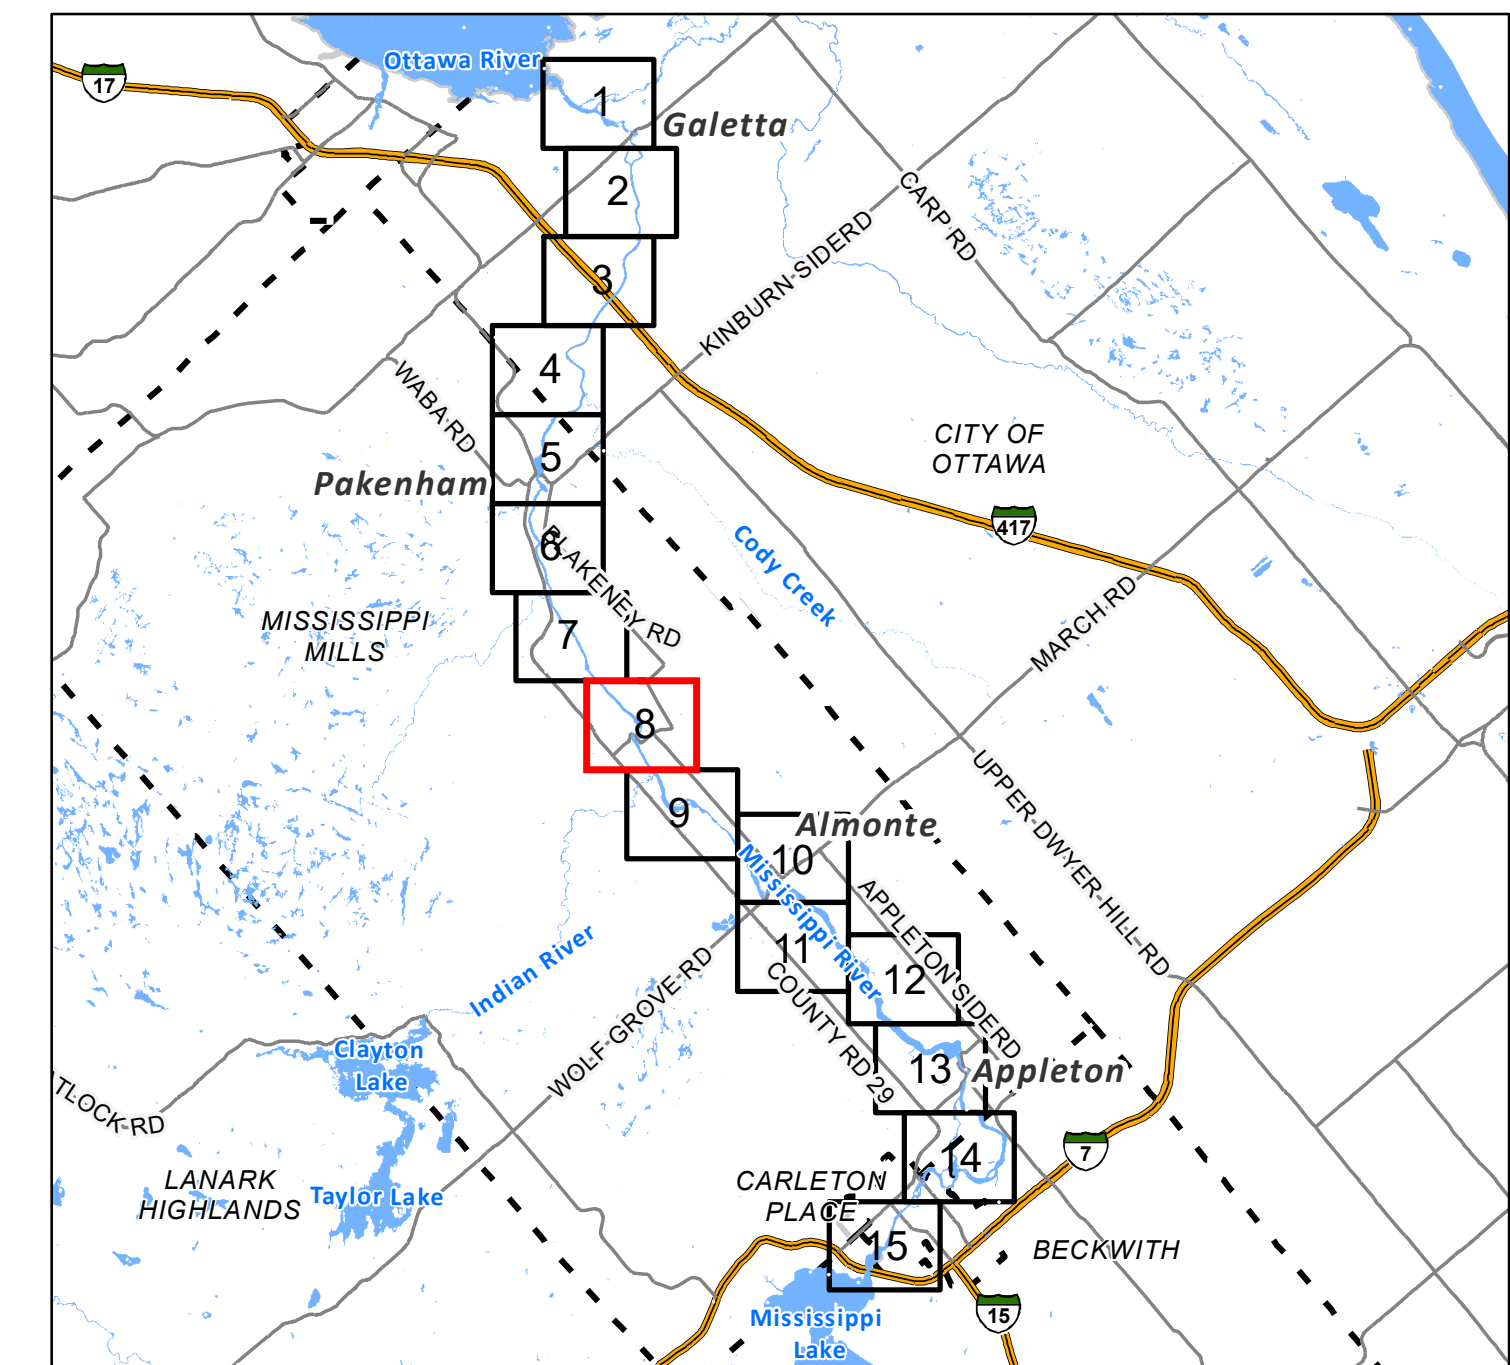 Ottawa River
17
1
Galetta
2
CARP RD
KINBURN SIDERD
3
4
WABA RD
CITY OF
OTTAWA
5
Pakenham
417
6
BLAKENEY RD
Cody Creek
MISSISSIPPI
MILLS
7
MARCH RD
8
UPPER DWYER HILL RD
9
Almonte
10
Mississippi River
APPLETON SIDERD
11
12
Indian River
WOLF GROVE RD
COUNTY RD 29
Clayton
Lake
13
Appleton
TLOCK RD
7
14
LANARK
HIGHLANDS
Taylor Lake
CARLETON
PLACE
15
BECKWITH
15
Mississippi
Lake